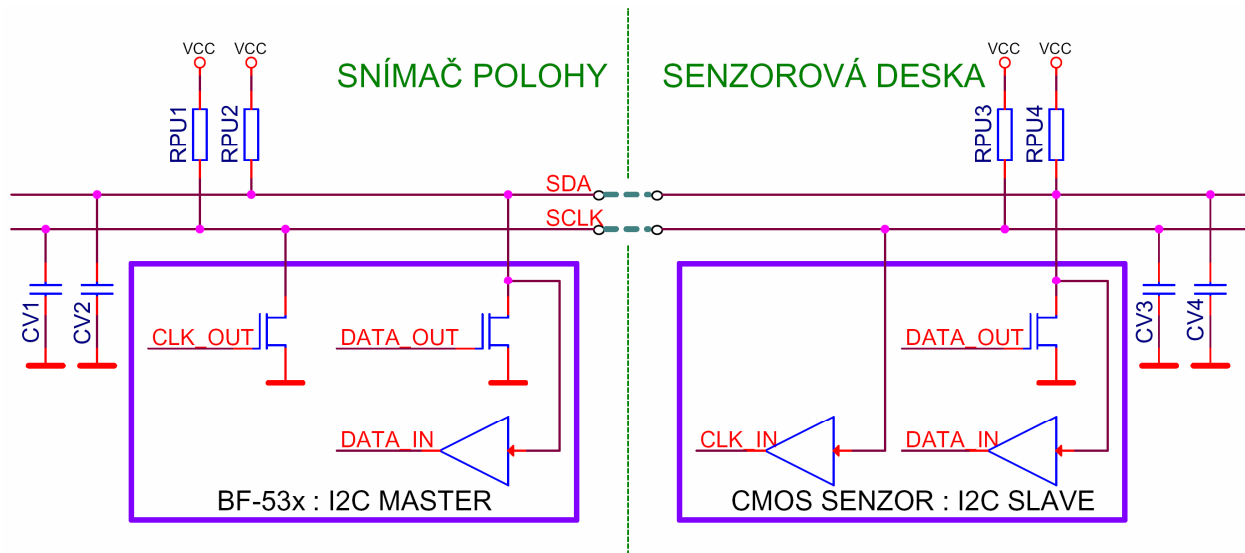 SNÍMAČ POLOHY
SENZOROVÁ DESKA
VCC
VCC
VCC
VCC
RPU1
RPU2
RPU3
RPU4
SDA
SCLK
CV1
CV2
CV3
CV4
CLK_OUT
DATA_OUT
DATA_OUT
DATA_IN
CLK_IN
DATA_IN
BF-53x : I2C MASTER
CMOS SENZOR : I2C SLAVE